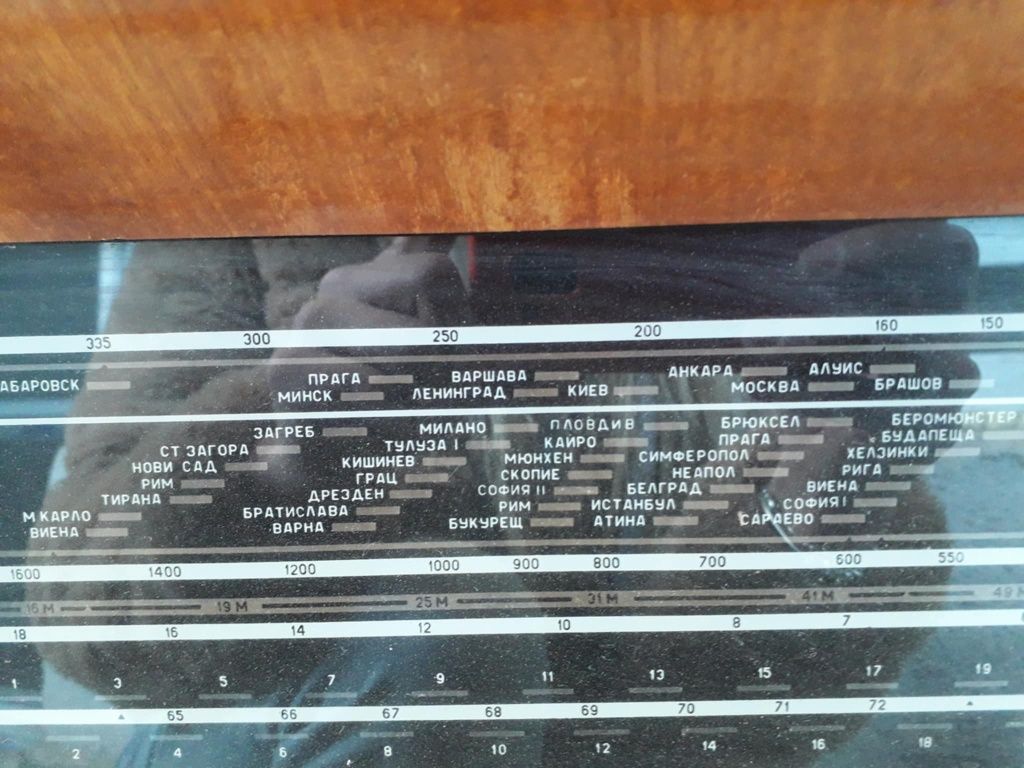 335 300 250 200 160 150
АБАРОВСК ПРАГА ВАРШАВА АНКАРА АЛУИС
МИНСК ЛЕНИНГРАД КИЕВ МОСКВА БРАШОВ
ЗАГРЕБ МИЛАНО ПЛОВДИВ БРЮКСЕЛ БЕРОМЮНСТЕР
СТ ЗАГОРА ТУЛУЗА I КАИРО ПРАГА БУДАПЕЩА
НОВИ САД КИШИНЕВ МЮНХЕН СИМФЕРОПОЛ ХЕЛЗИНКИ
РИМ ГРАЦ СКОПИЕ НЕАПОЛ РИГА
ТИРАНА ДРЕЗДЕН СОФИЯ II БЕЛГРАД ВИЕНА
М КАРЛО БРАТИСЛАВА РИМ ИСТАНБУЛ СОФИЯ I
ВИЕНА ВАРНА БУКУРЕЩ АТИНА САРАЕВО
1600 1400 1200 1000 900 800 700 600 550
16 М 19 М 25 М 31 М 41 М 49 М
18 16 14 12 10 8 7
1 3 5 7 9 11 13 15 17 19
65 66 67 68 69 70 71 72
2 4 6 8 10 12 14 16 18